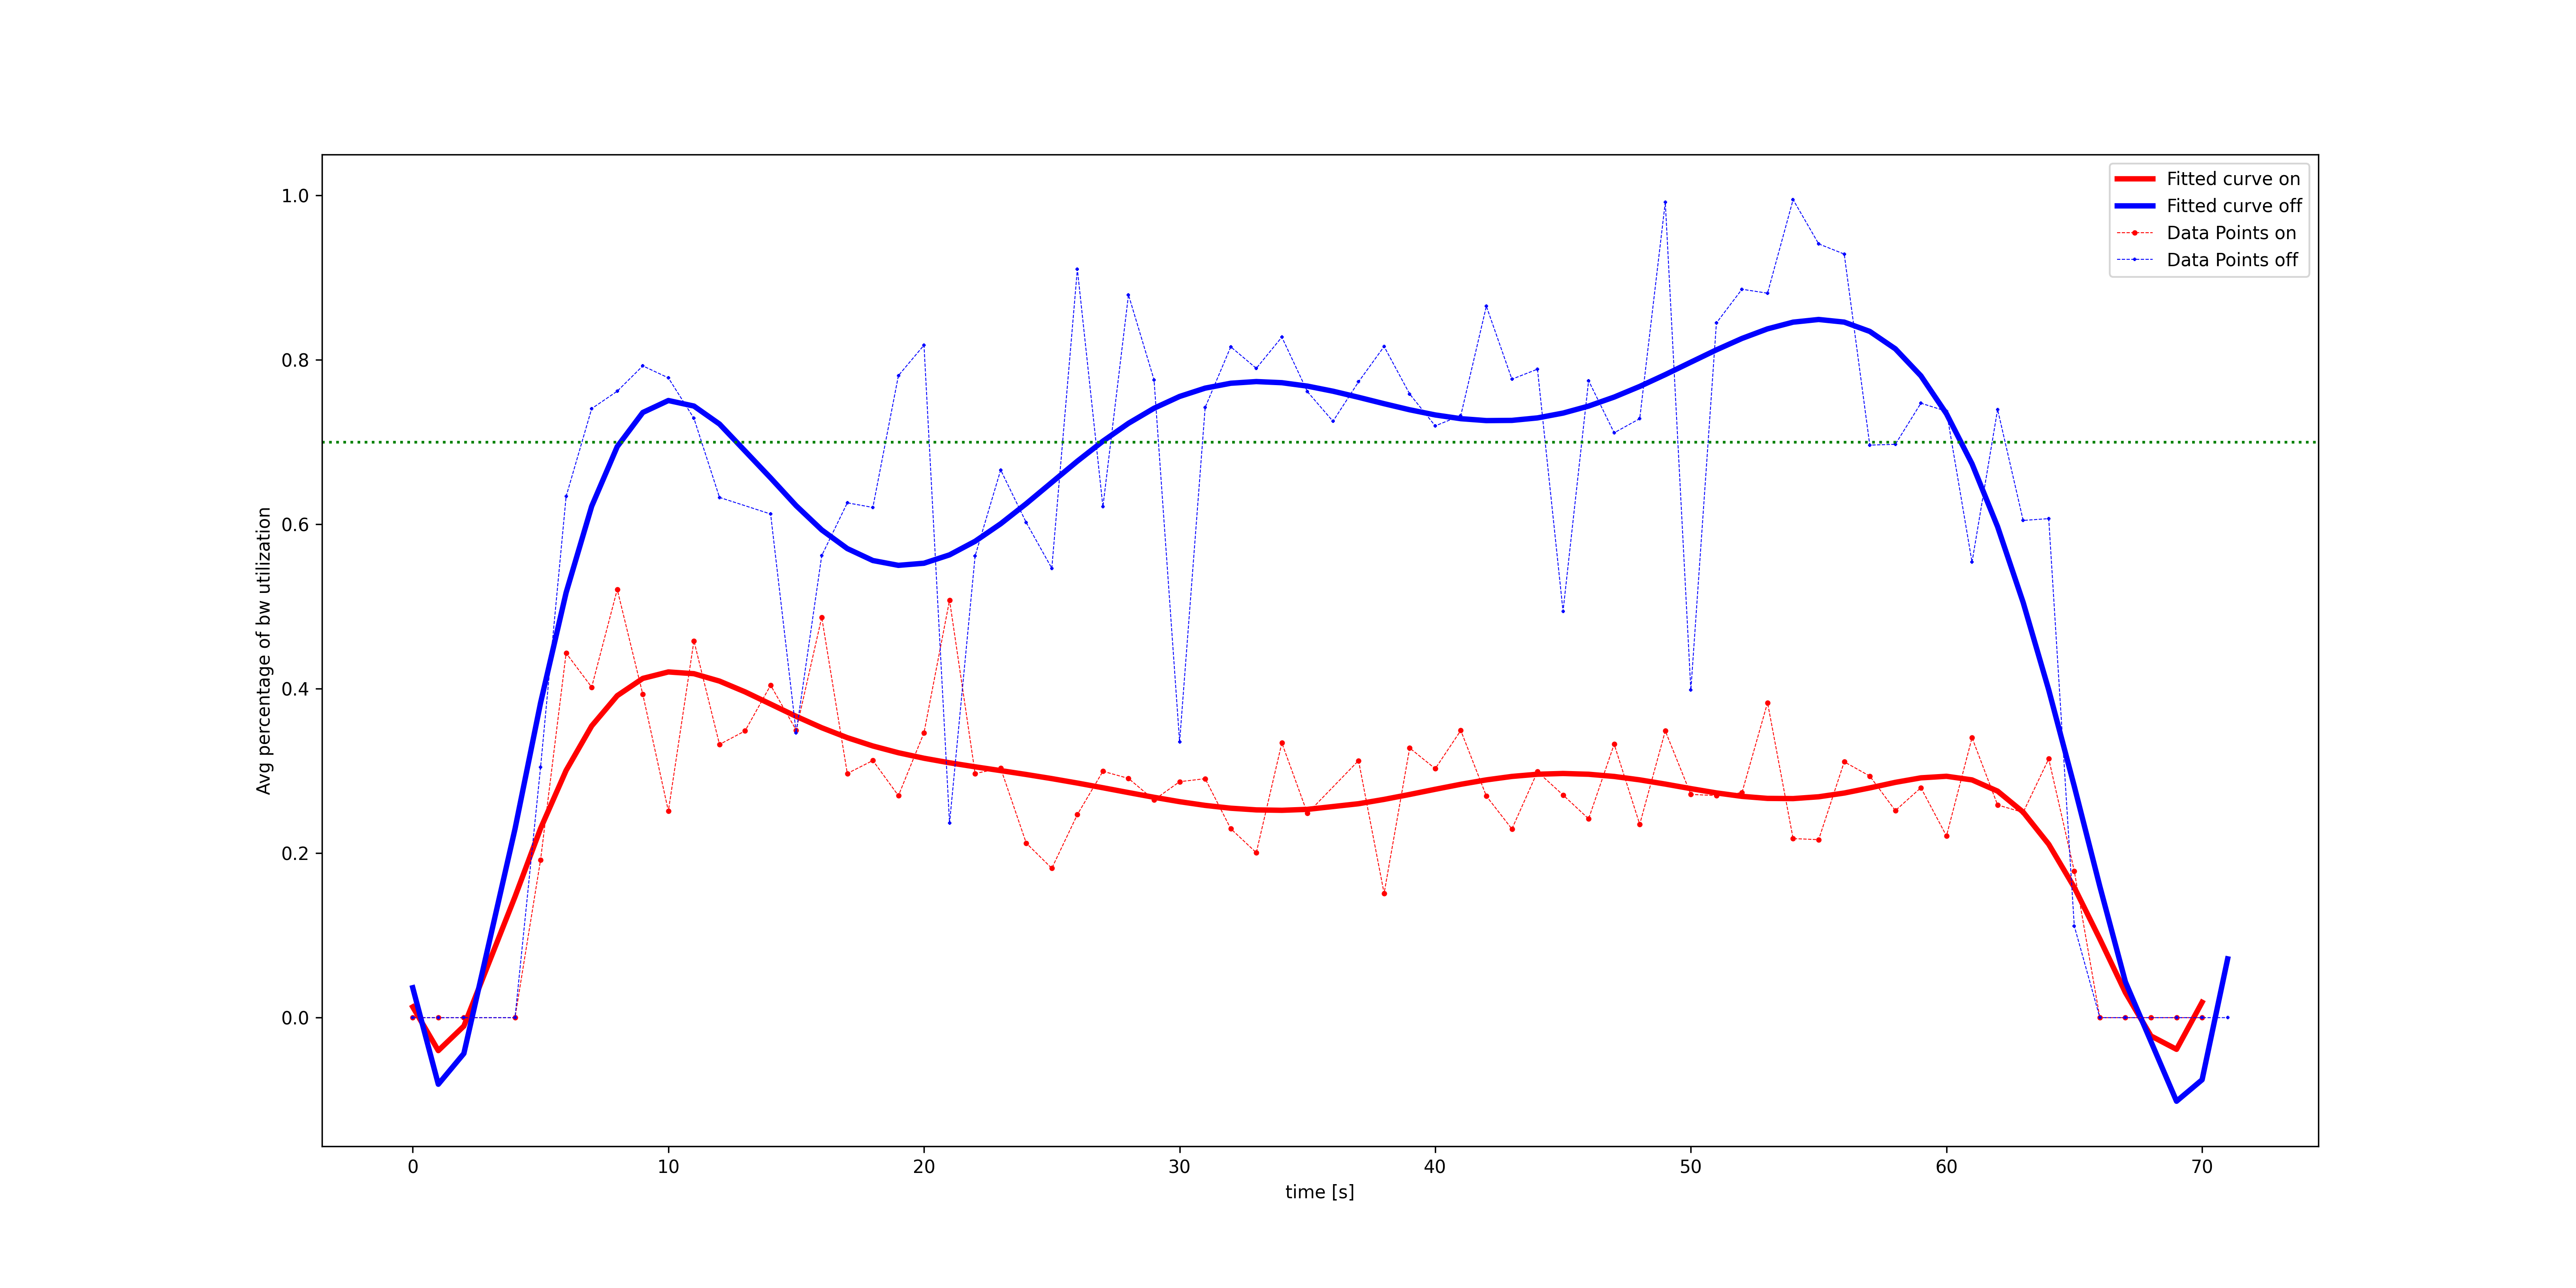 Fitted curve on
Fitted curve off
Data Points on
Data Points off
Avg percentage of bw utilization
1.0
0.8
0.6
0.4
0.2
0.0
0 10 20 30 40 50 60 70
time [s]